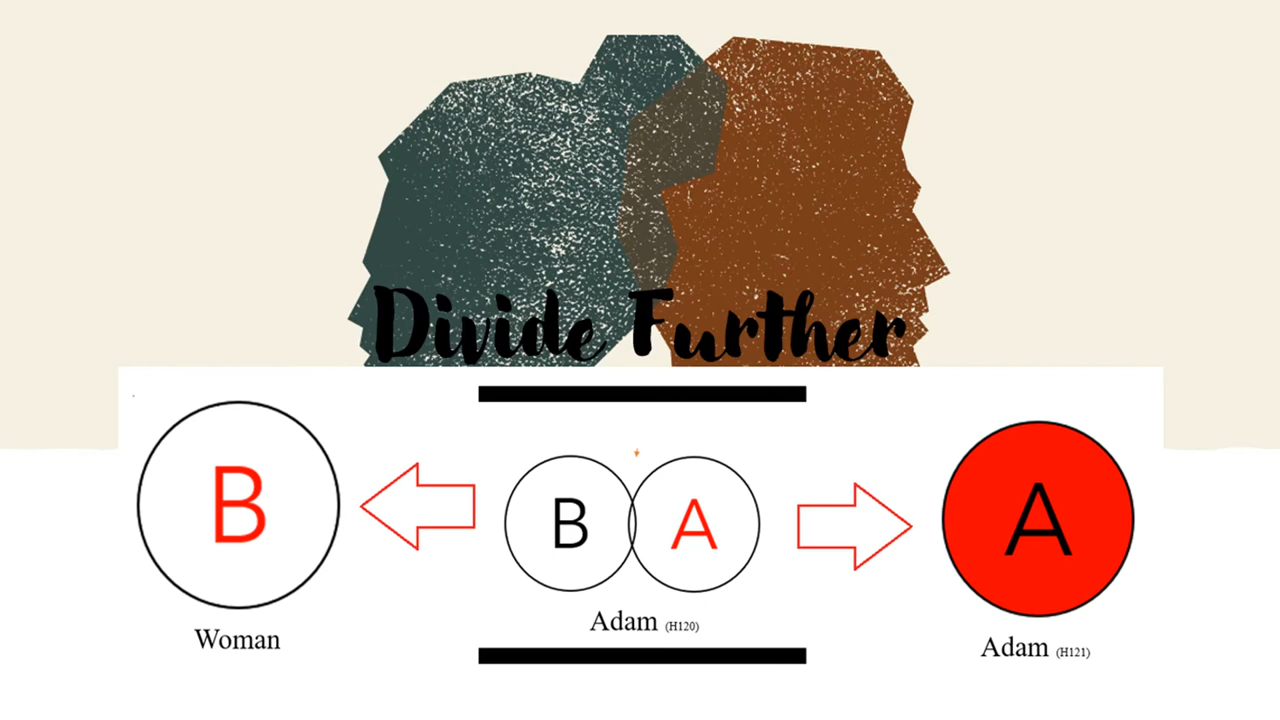 Divide Further
B
B
A
A
Woman
Adam (H120)
Adam (H121)